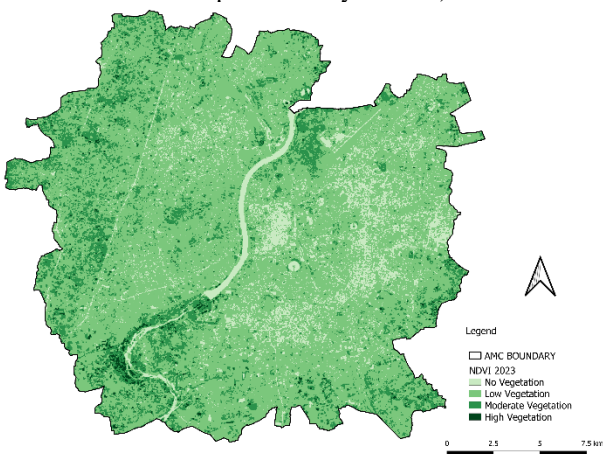 Legend
AMC BOUNDARY
NDVI 2023
No Vegetation
Low Vegetation
Moderate Vegetation
High Vegetation
0 2.5 5 7.5 km